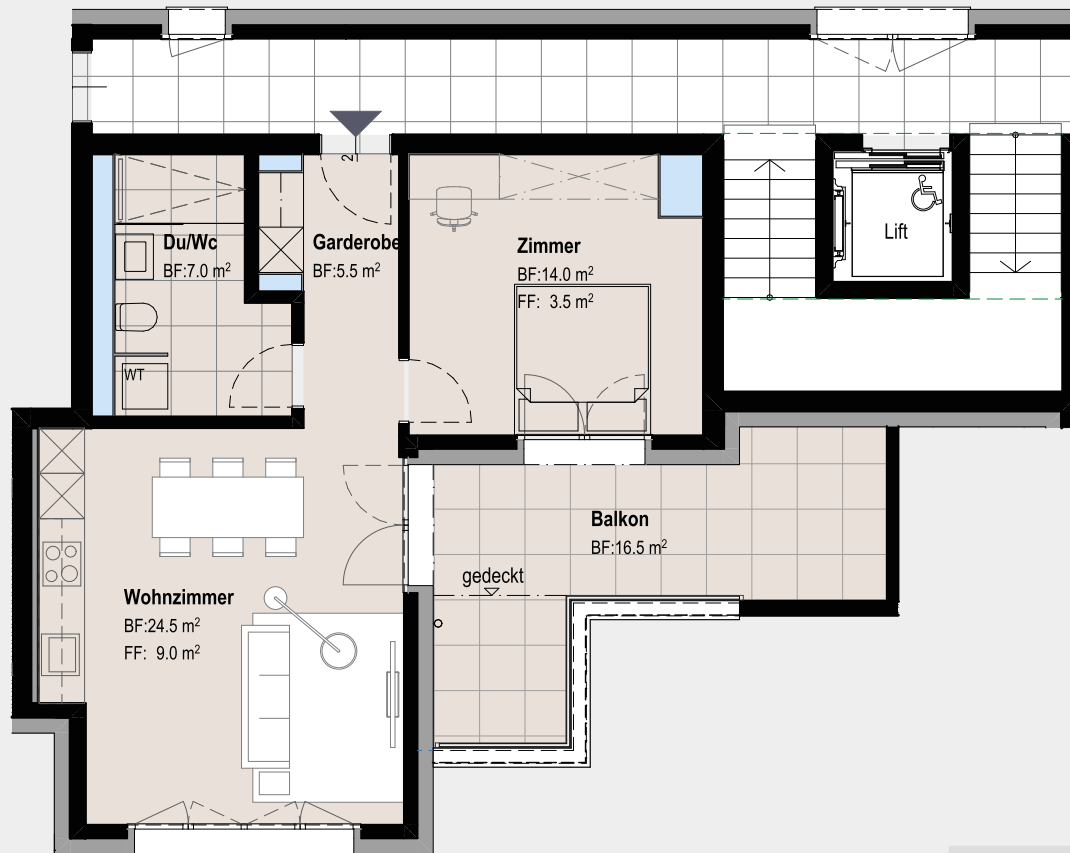 2
Du/Wc
BF:7.0 m²
Garderobe
BF:5.5 m²
Zimmer
BF:14.0 m²
FF: 3.5 m²
Lift
WT
Balkon
BF:16.5 m²
gedeckt
Wohnzimmer
BF:24.5 m²
FF: 9.0 m²